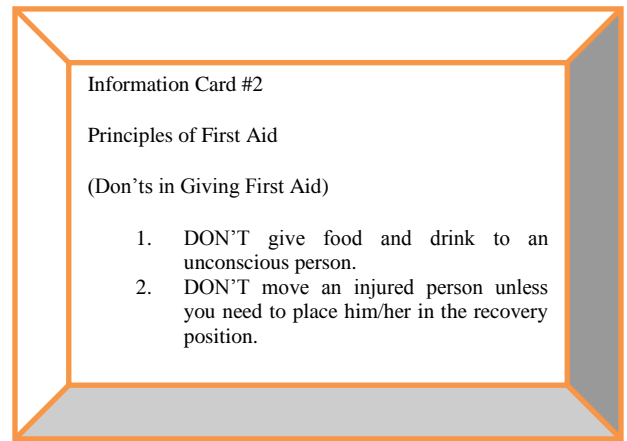 Information Card #2
Principles of First Aid
(Don'ts in Giving First Aid)
1. DON'T give food and drink to an
unconscious person.
2. DON'T move an injured person unless
you need to place him/her in the recovery
position.